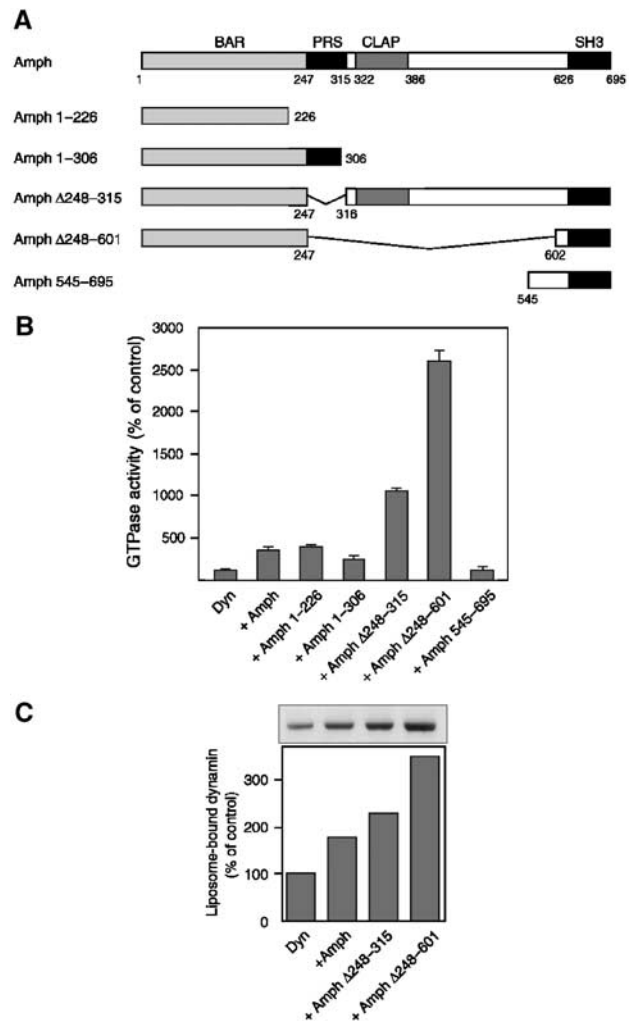 A
BAR PRS CLAP SH3
Amph
1 247 315 322 386 626 695
Amph 1–226 226
Amph 1–306 306
Amph Δ248–315
247 316
Amph Δ248–601
247 602
Amph 545–695
545
B
GTPase activity (% of control)
3000
2500
2000
1500
1000
500
Dyn
+ Amph
+ Amph 1–226
+ Amph 1–306
+ Amph Δ248–315
+ Amph Δ248–601
+ Amph 545–695
C
Liposome-bound dynamin
(% of control)
300
200
100
0
Dyn
+Amph
+ Amph Δ248–315
+ Amph Δ248–601